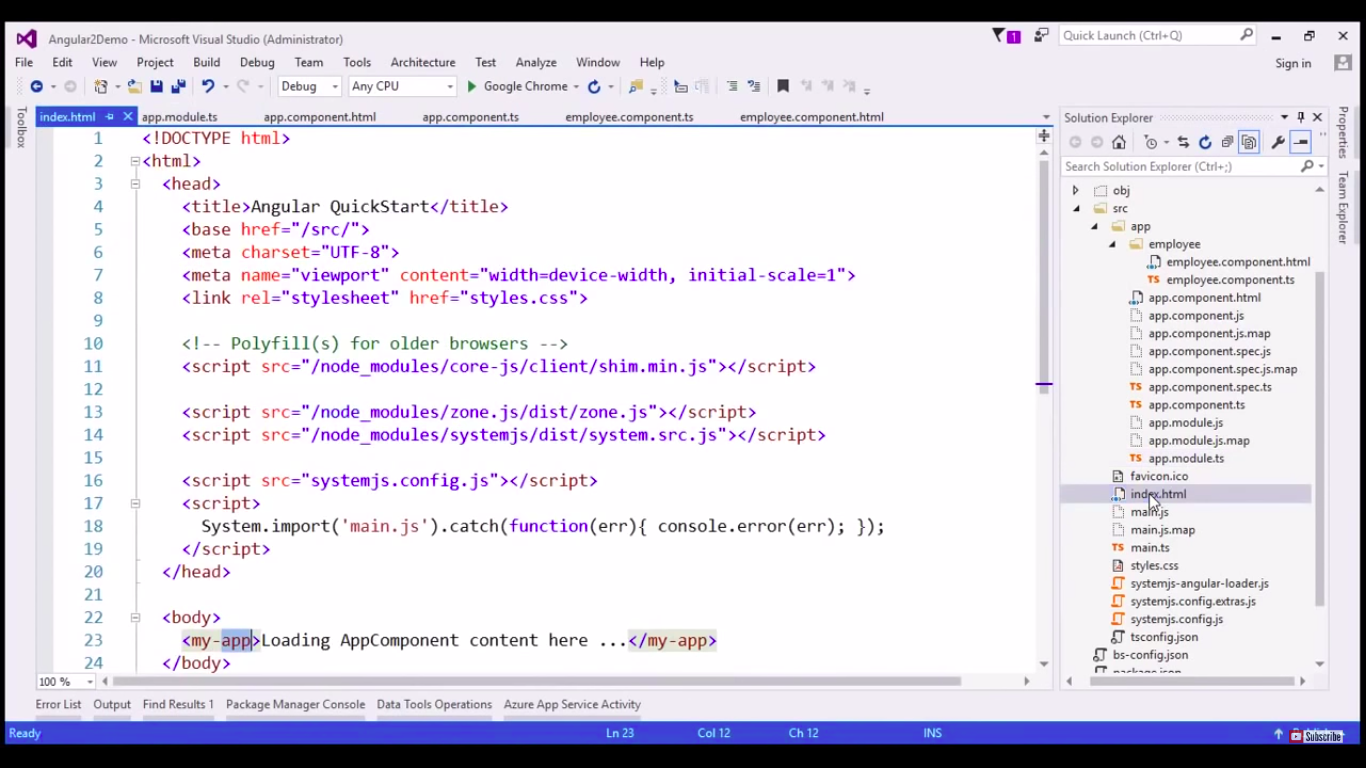 Angular2Demo - Microsoft Visual Studio (Administrator)
1
Quick Launch (Ctrl+Q)
File Edit View Project Build Debug Team Tools Architecture Test Analyze Window Help
Sign in
Debug Any CPU Google Chrome
Toolbox
index.html app.module.ts app.component.html app.component.ts employee.component.ts employee.component.html
1 <!DOCTYPE html>
2 <html>
3 <head>
4 <title>Angular QuickStart</title>
5 <base href="/src/">
6 <meta charset="UTF-8">
7 <meta name="viewport" content="width=device-width, initial-scale=1">
8 <link rel="stylesheet" href="styles.css">
9
10 <!-- Polyfill(s) for older browsers -->
11 <script src="/node_modules/core-js/client/shim.min.js"></script>
12
13 <script src="/node_modules/zone.js/dist/zone.js"></script>
14 <script src="/node_modules/systemjs/dist/system.src.js"></script>
15
16 <script src="systemjs.config.js"></script>
17 <script>
18 System.import('main.js').catch(function(err){ console.error(err); });
19 </script>
20 </head>
21
22 <body>
23 <my-app>Loading AppComponent content here ...</my-app>
24 </body>
100 %
Solution Explorer
Search Solution Explorer (Ctrl+;)
obj
src
app
employee
employee.component.html
TS employee.component.ts
app.component.html
app.component.js
app.component.js.map
app.component.spec.js
app.component.spec.js.map
TS app.component.spec.ts
TS app.component.ts
app.module.js
app.module.js.map
TS app.module.ts
favicon.ico
index.html
main.js
main.js.map
TS main.ts
styles.css
systemjs-angular-loader.js
systemjs.config.extras.js
systemjs.config.js
tsconfig.json
bs-config.json
package.json
Properties
Team Explorer
Error List Output Find Results 1 Package Manager Console Data Tools Operations Azure App Service Activity
Ready Ln 23 Col 12 Ch 12 INS
Subscribe